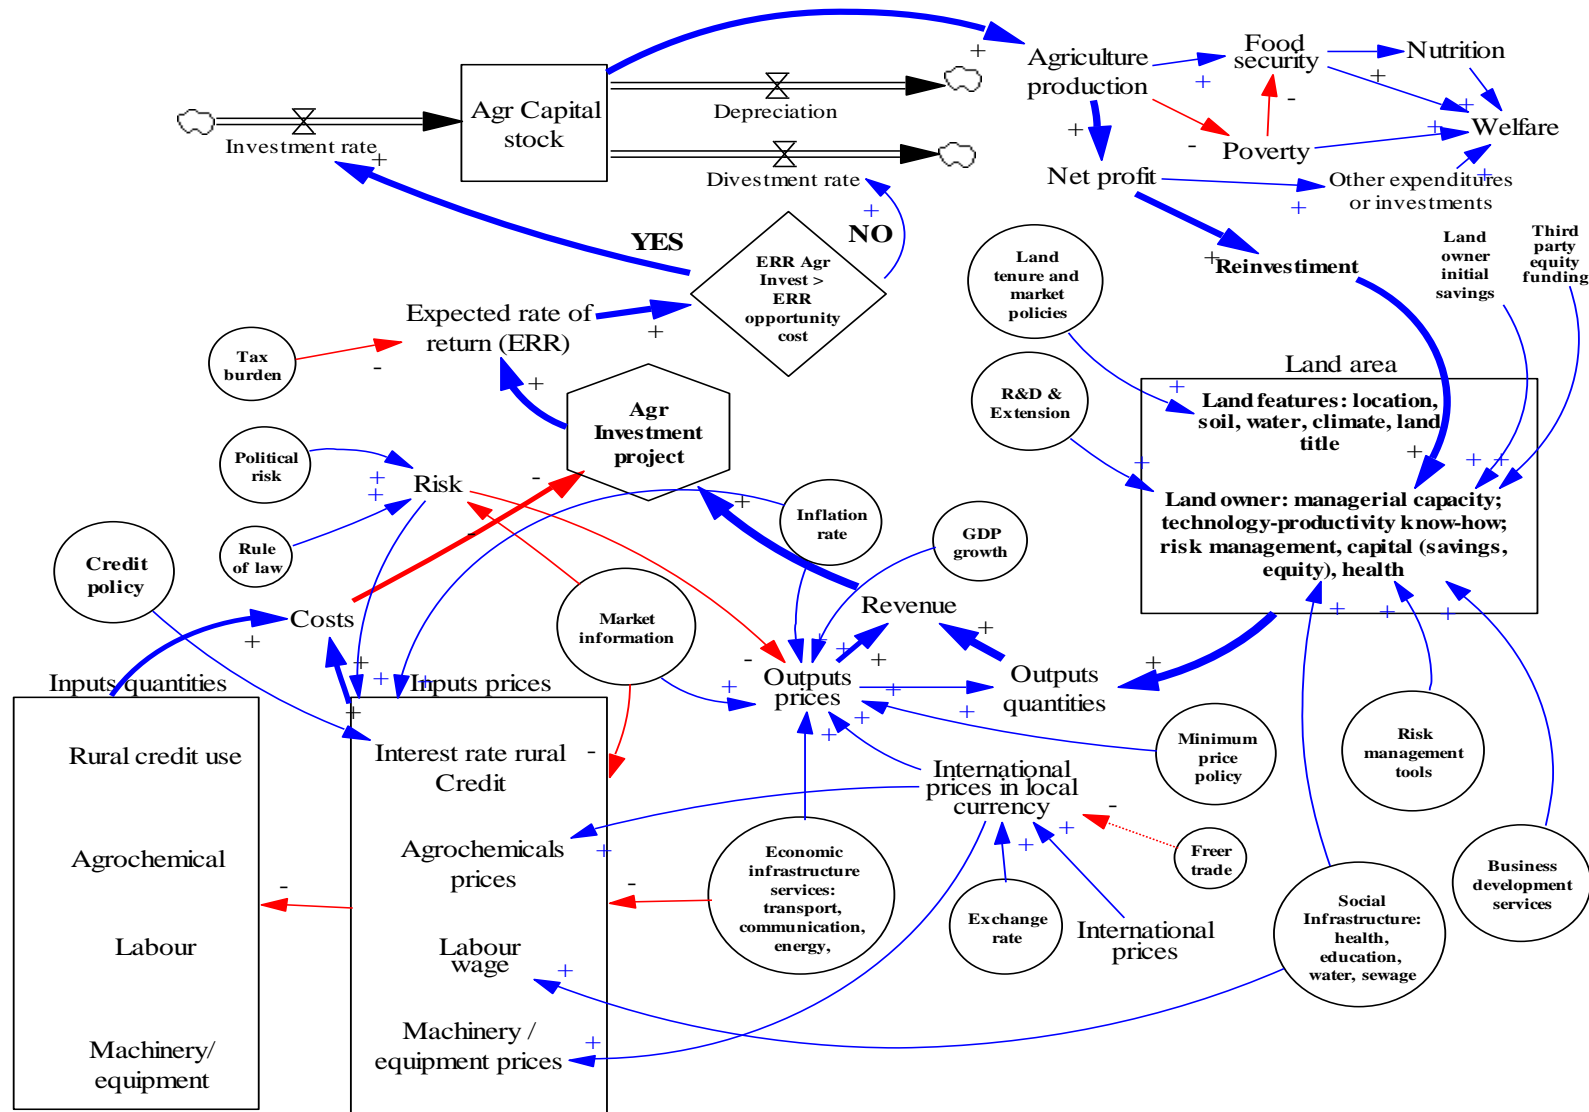 Agriculture
production
Food
security
Nutrition
Welfare
Poverty
Net profit
Other expenditures
or investments
Agr Capital
stock
Depreciation
Investment rate
Divestment rate
YES
NO
ERR Agr
Invest >
ERR
opportunity
cost
Expected rate of
return (ERR)
Tax
burden
Agr
Investment
project
Land
tenure and
market
policies
Reinvestiment
Land
owner
initial
savings
Third
party
equity
funding
R&D &
Extension
Land area
Land features: location,
soil, water, climate, land
title
Land owner: managerial capacity;
technology-productivity know-how;
risk management, capital (savings,
equity), health
Political
risk
Risk
Rule
of law
Credit
policy
Inflation
rate
GDP
growth
Costs
Market
information
Revenue
Inputs quantities
Inputs prices
Outputs
prices
Outputs
quantities
Rural credit use
Agrochemical
Labour
Machinery/
equipment
Interest rate rural
Credit
Agrochemicals
prices
Labour
wage
Machinery /
equipment prices
Economic
infrastructure
services:
transport,
communication,
energy,
International
prices in local
currency
Minimum
price
policy
Freer
trade
Exchange
rate
International
prices
Risk
management
tools
Social
Infrastructure:
health,
education,
water, sewage
Business
development
services